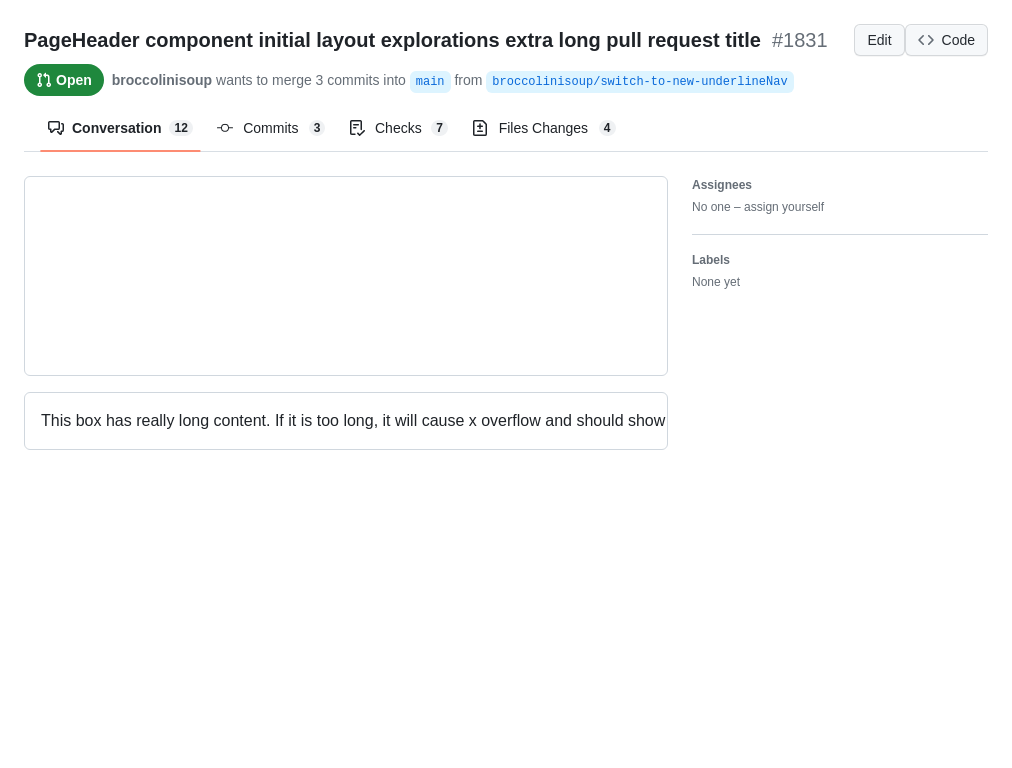 PageHeader component initial layout explorations extra long pull request title #1831
Edit
Code
Open
broccolinisoup wants to merge 3 commits into main from broccolinisoup/switch-to-new-underlineNav
Conversation 12
Commits 3
Checks 7
Files Changes 4
Assignees
No one – assign yourself
Labels
None yet
This box has really long content. If it is too long, it will cause x overflow and should show